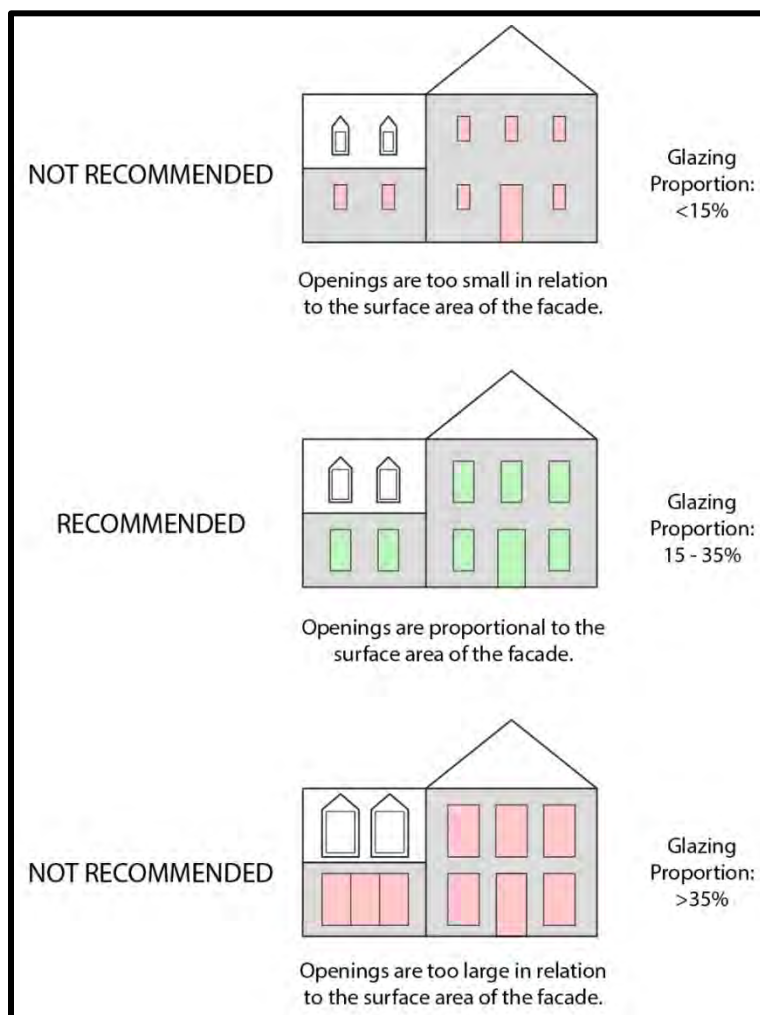 NOT RECOMMENDED
Glazing
Proportion:
<15%
Openings are too small in relation
to the surface area of the facade.
RECOMMENDED
Glazing
Proportion:
15 - 35%
Openings are proportional to the
surface area of the facade.
NOT RECOMMENDED
Glazing
Proportion:
>35%
Openings are too large in relation
to the surface area of the facade.